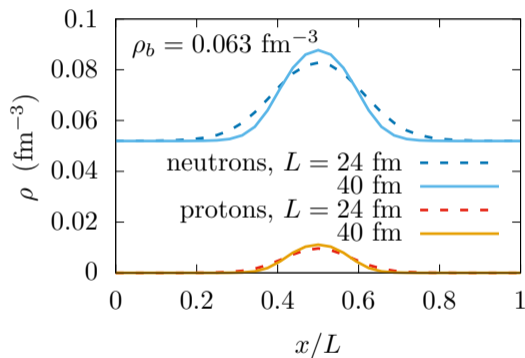 0.1
ρb = 0.063 fm−3
0.08
0.06
0.04
0.02
0
ρ (fm−3)
neutrons, L = 24 fm
40 fm
protons, L = 24 fm
40 fm
0 0.2 0.4 0.6 0.8 1
x/L